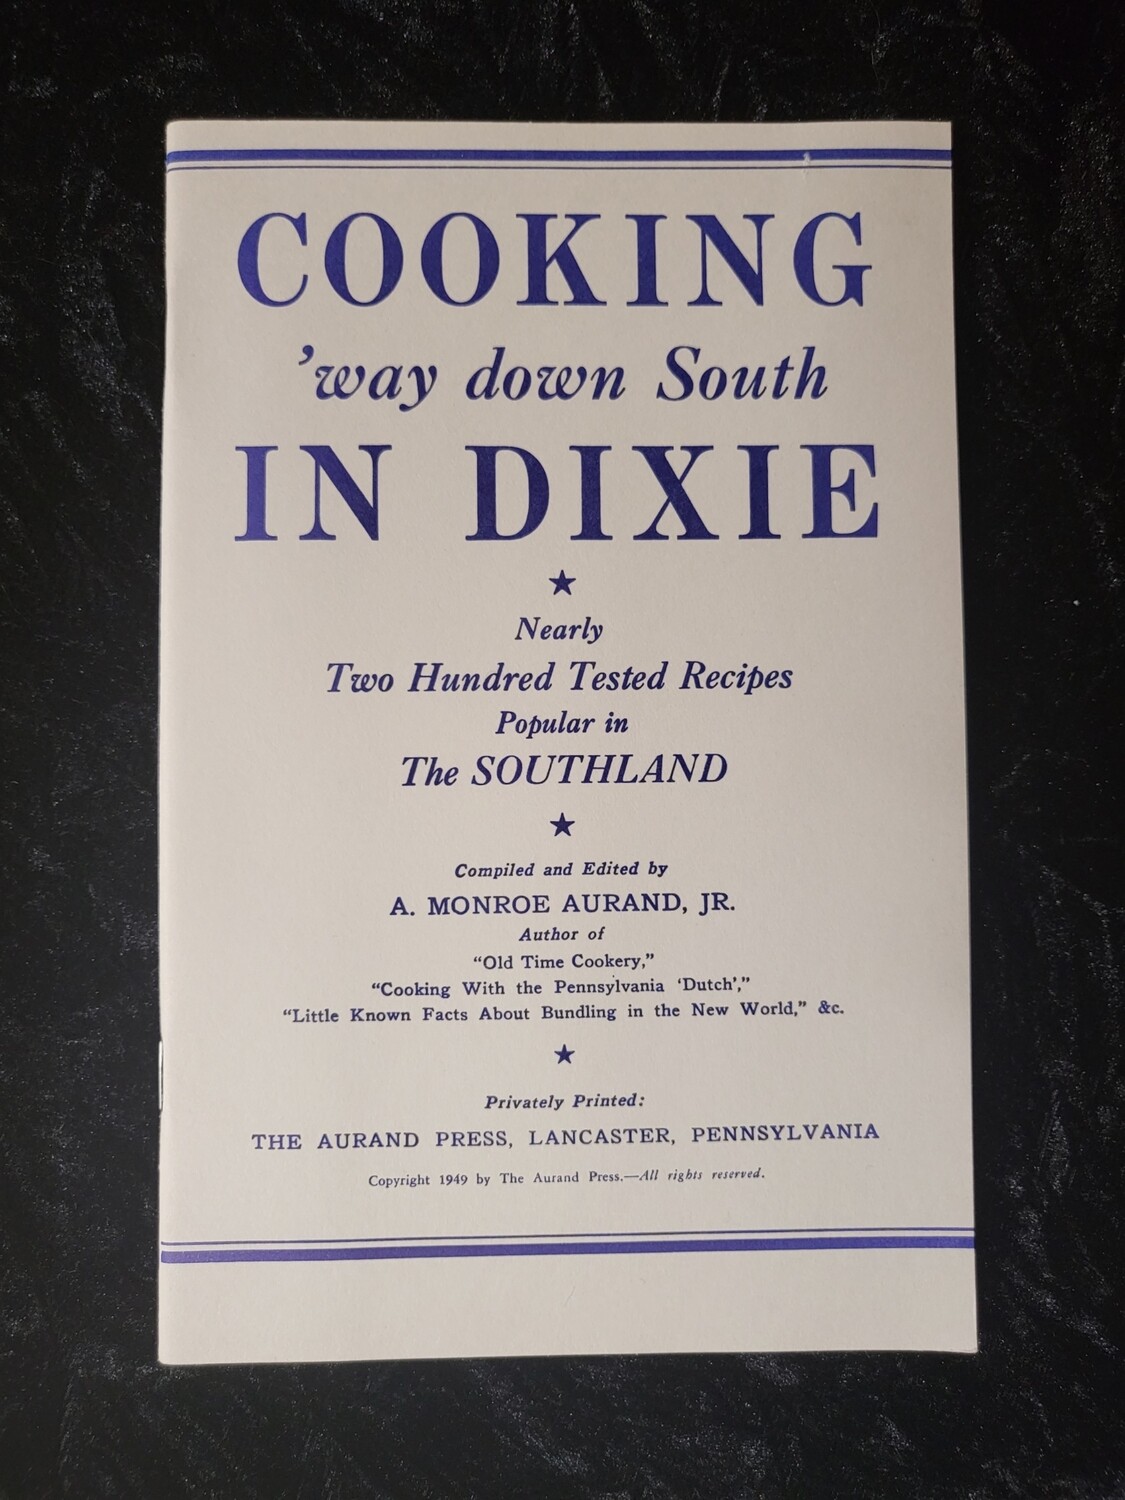 COOKING
’way down South
IN DIXIE
Nearly
Two Hundred Tested Recipes
Popular in
The SOUTHLAND
Compiled and Edited by
A. MONROE AURAND, JR.
Author of
“Old Time Cookery,”
“Cooking With the Pennsylvania ‘Dutch’,”
“Little Known Facts About Bundling in the New World,” &c.
Privately Printed:
THE AURAND PRESS, LANCASTER, PENNSYLVANIA
Copyright 1949 by The Aurand Press.—All rights reserved.